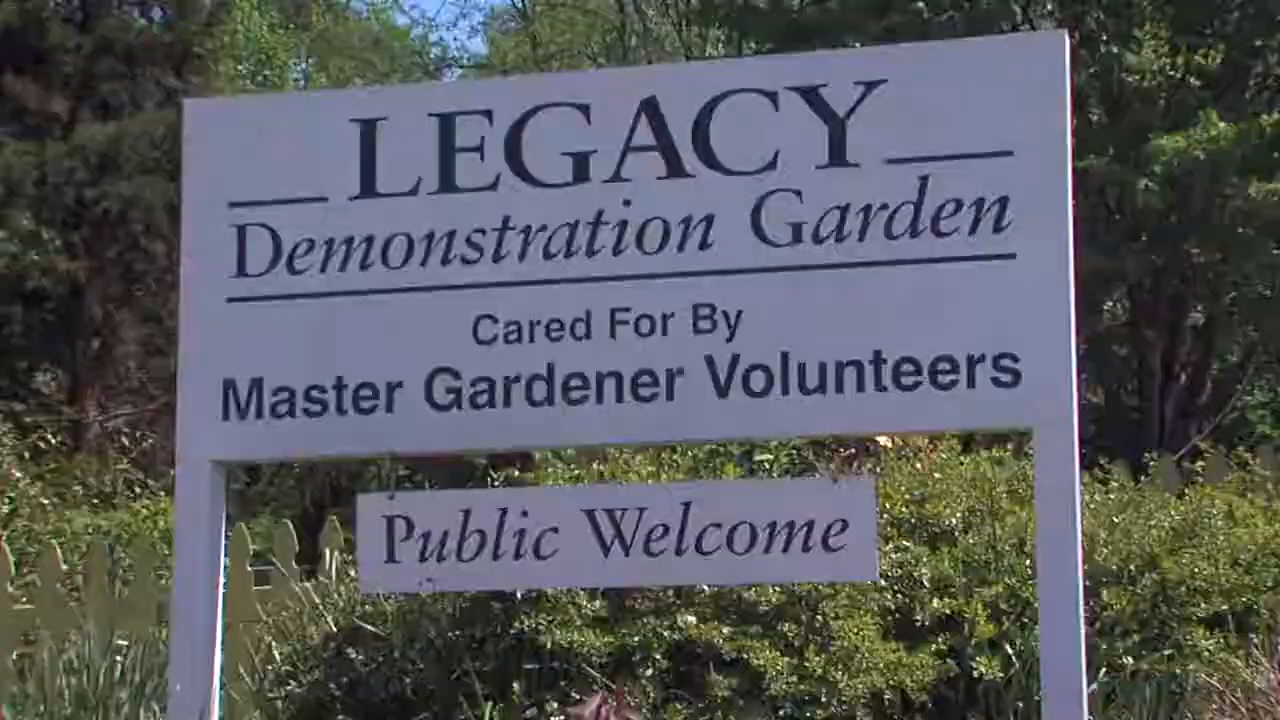 LEGACY
Demonstration Garden
Cared For By
Master Gardener Volunteers
Public Welcome